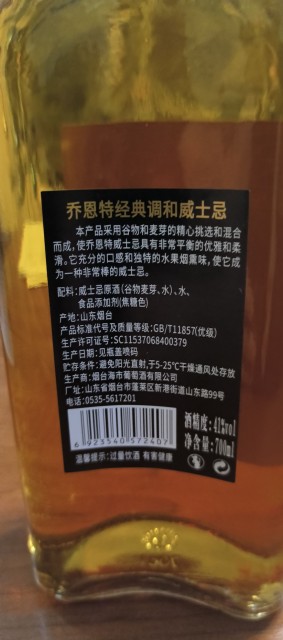 乔恩特经典调和威士忌
本产品采用谷物和麦芽的精心挑选和混合
而成,使乔恩特威士忌具有非常平衡的优雅和柔
滑。它充分的口感和独特的水果烟熏味,使它成
为一种非常棒的威士忌。
配料:威士忌原酒(谷物麦芽、水)、水、
食品添加剂(焦糖色)
产地:山东烟台
产品标准代号及质量等级:GB/T11857(优级)
生产许可证号:SC11537068400379
生产日期:见瓶盖喷码
贮存条件:避免阳光直射,于5-25℃干燥通风处存放
生产商:烟台海市葡萄酒有限公司
厂址:山东省烟台市蓬莱区新港街道山东路99号
电话:0535-5617201
酒精度:42%vol
净含量:700ml
6 923540 572407
温馨提示:过量饮酒 有害健康